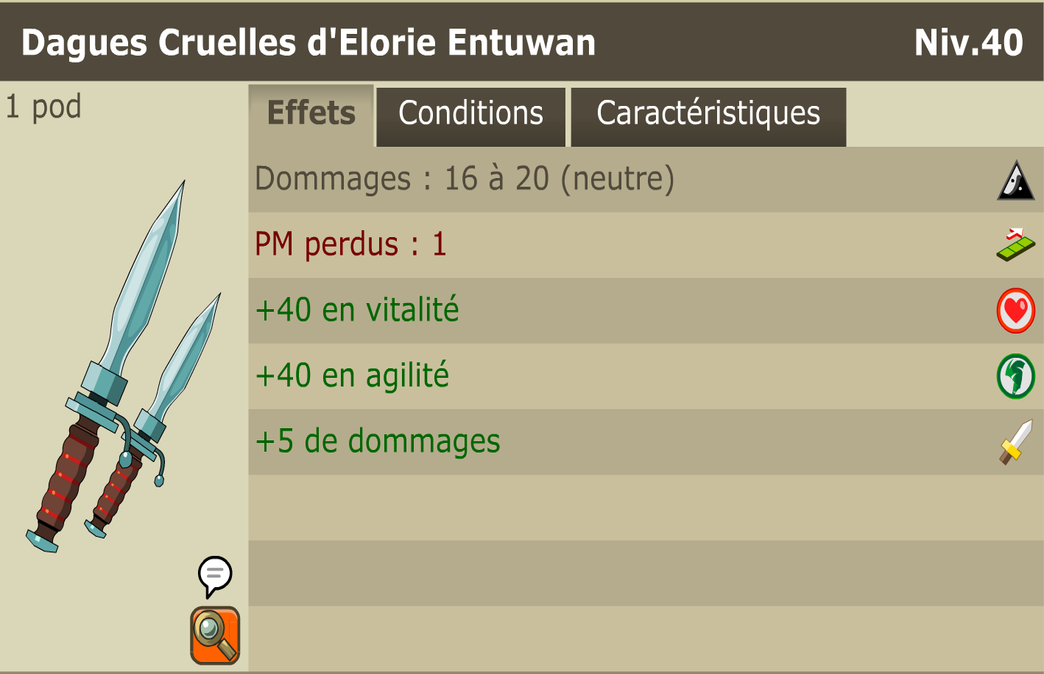 Dagues Cruelles d'Elorie Entuwan Niv.40
1 pod
Effets Conditions Caractéristiques
Dommages : 16 à 20 (neutre)
PM perdus : 1
+40 en vitalité
+40 en agilité
+5 de dommages